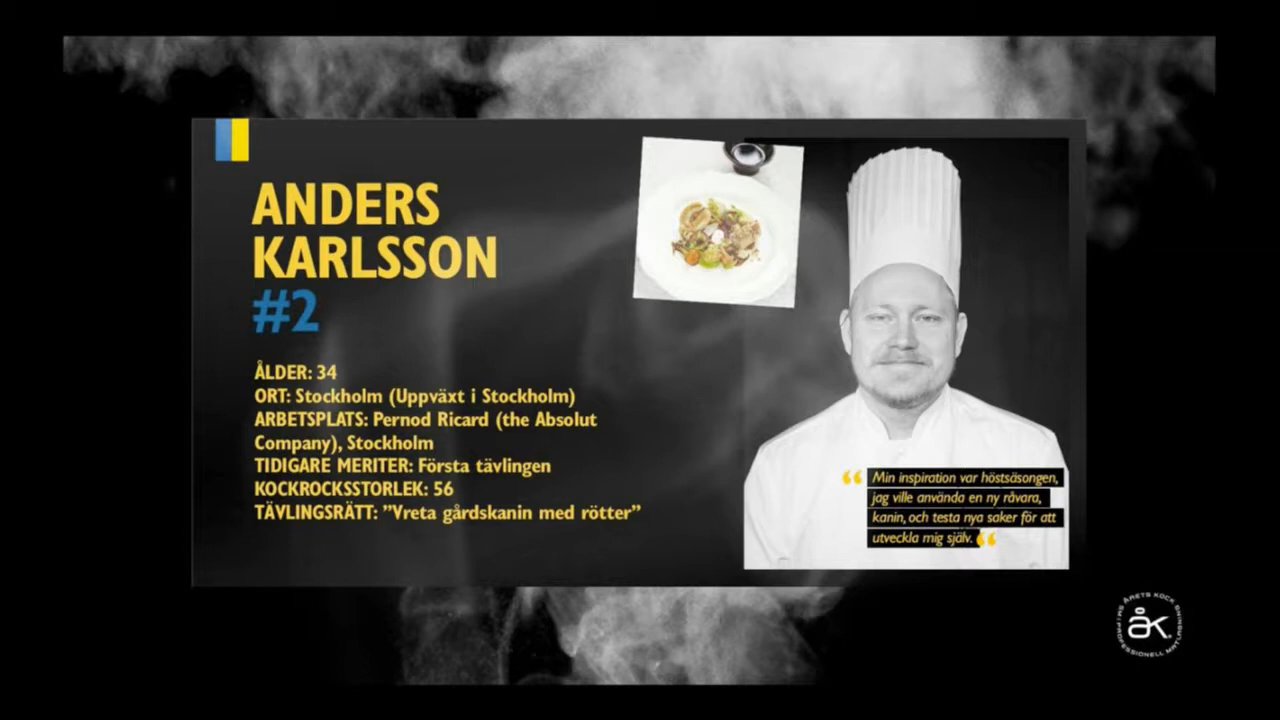 ANDERS
KARLSSON
#2
ÅLDER: 34
ORT: Stockholm (Uppväxt i Stockholm)
ARBETSPLATS: Pernod Ricard (the Absolut
Company), Stockholm
TIDIGARE MERITER: Första tävlingen
KOCKROCKSSTORLEK: 56
TÄVLINGSRÄTT: ”Vreta gårdskanin med rötter”
“ Min inspiration var höstsäsongen,
jag ville använda en ny råvara,
kanin, och testa nya saker för att
utveckla mig själv. “
ÅRETS KOCK
åK